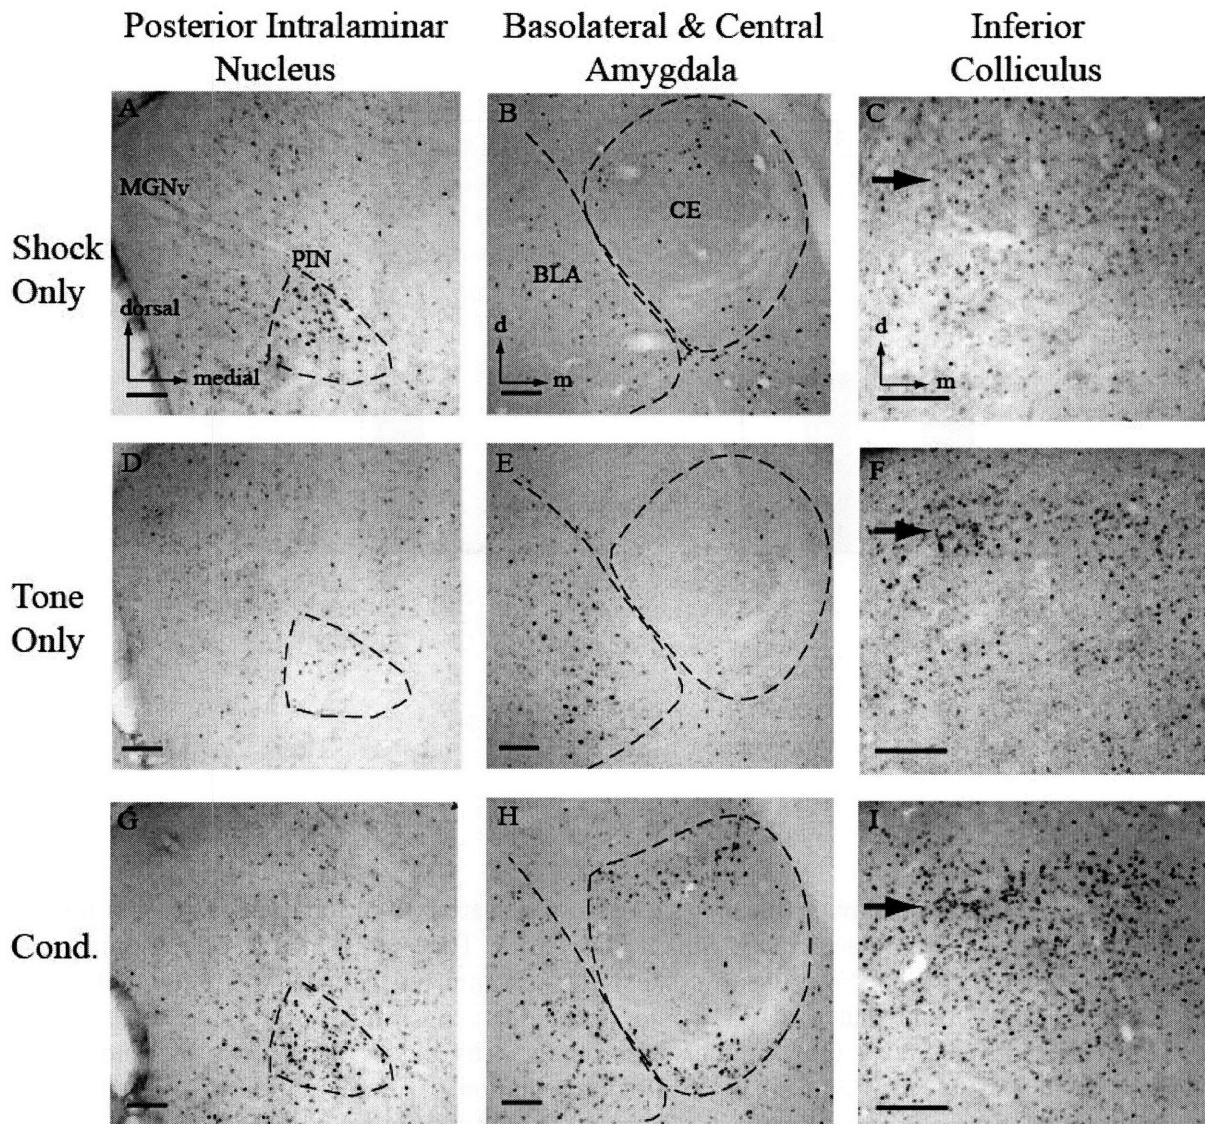 Posterior Intralaminar
Nucleus
Basolateral & Central
Amygdala
Inferior
Colliculus
Shock
Only
A
MGNv
PIN
dorsal
medial
B
CE
BLA
d
m
C
d
m
Tone
Only
D
E
F
Cond.
G
H
I